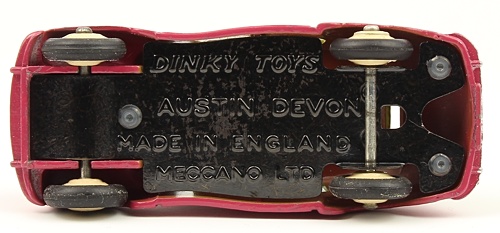 DINKY TOYS
AUSTIN DEVON
MADE IN ENGLAND
MECCANO LTD